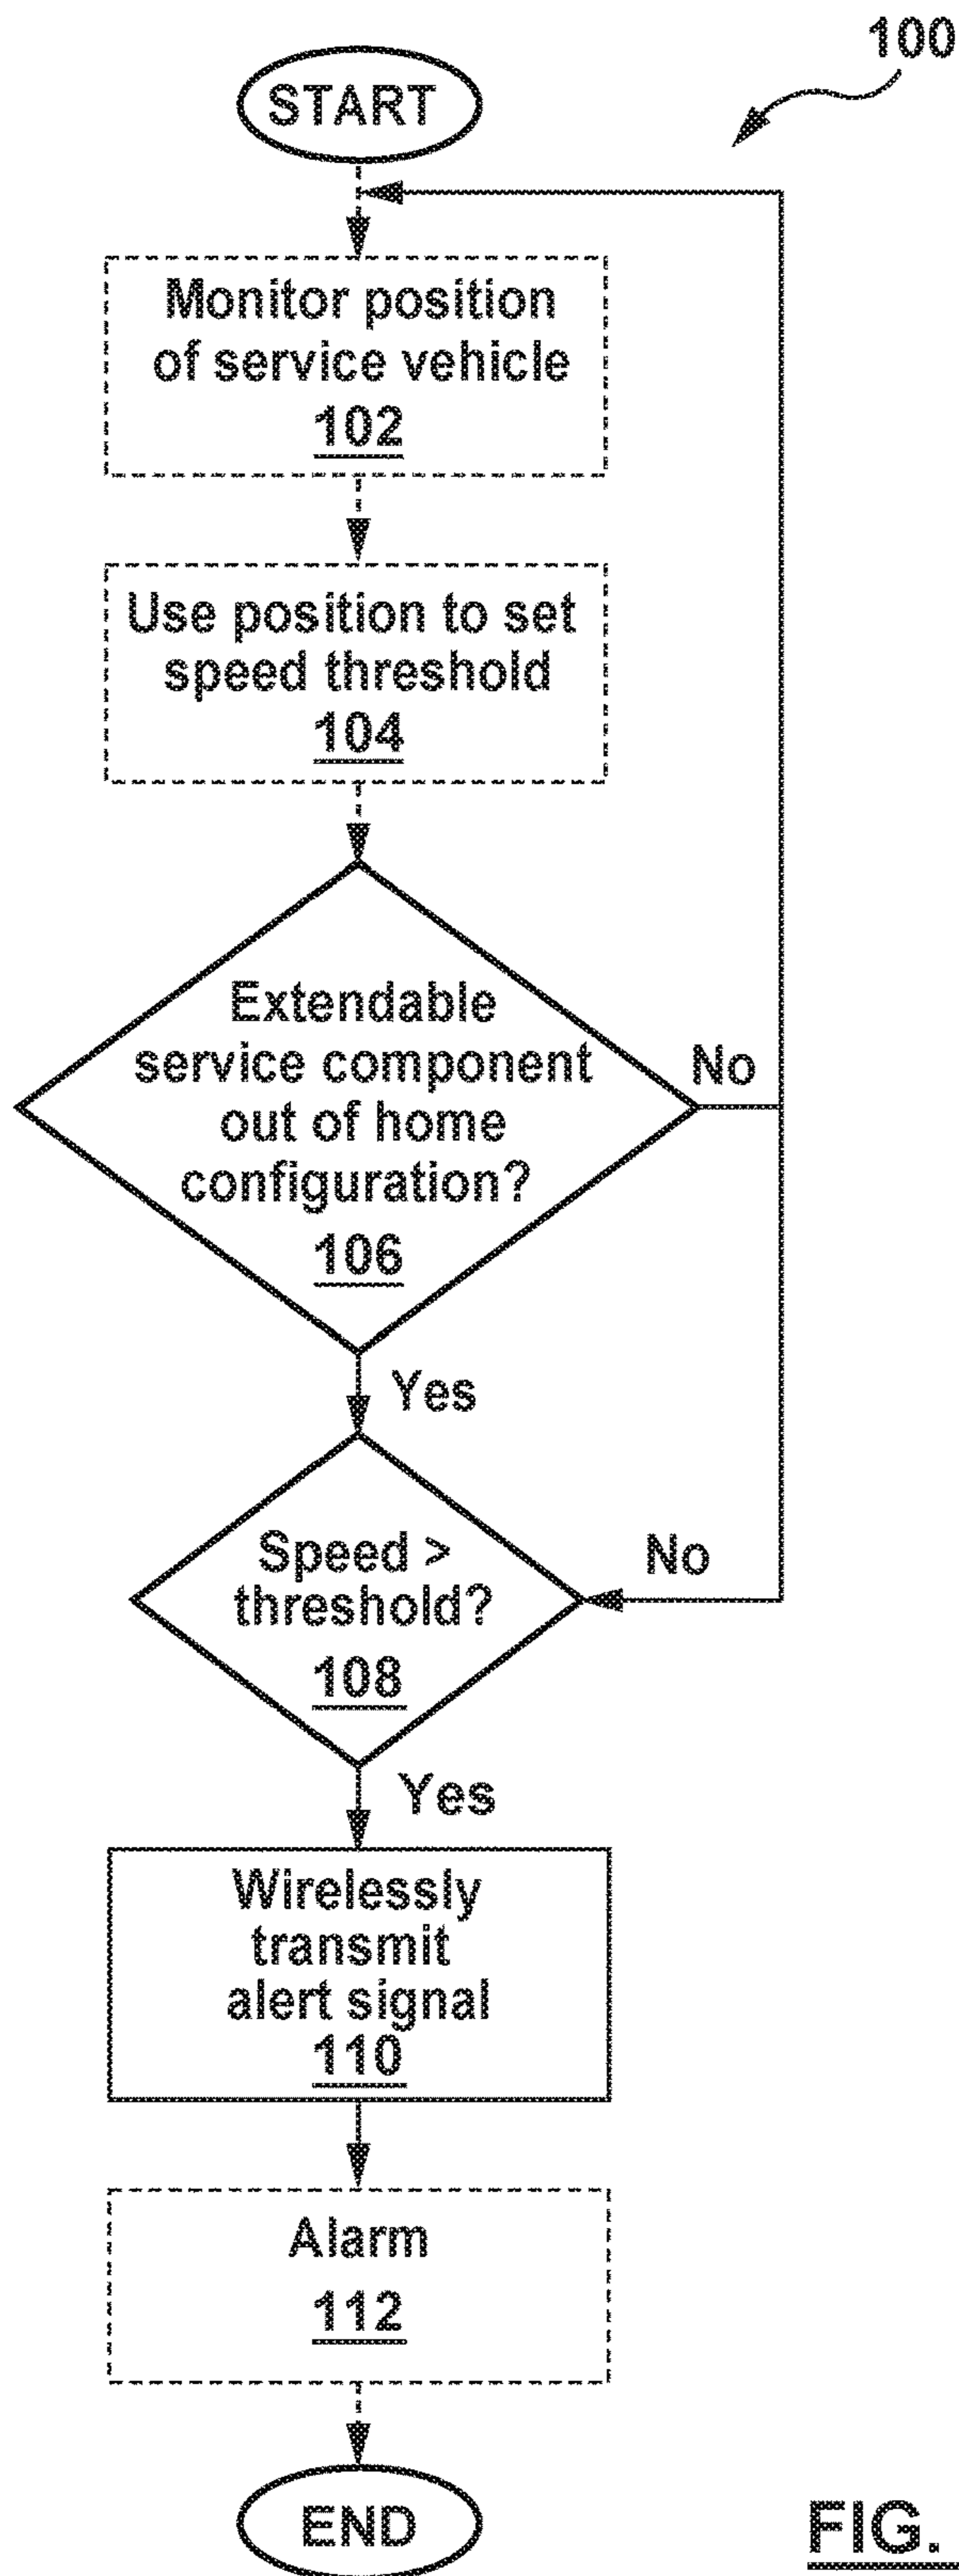 100
START
Monitor position
of service vehicle
102
Use position to set
speed threshold
104
Extendable
service component
out of home
configuration?
106
No
Yes
Speed >
threshold?
108
No
Yes
Wirelessly
transmit
alert signal
110
Alarm
112
END
FIG.